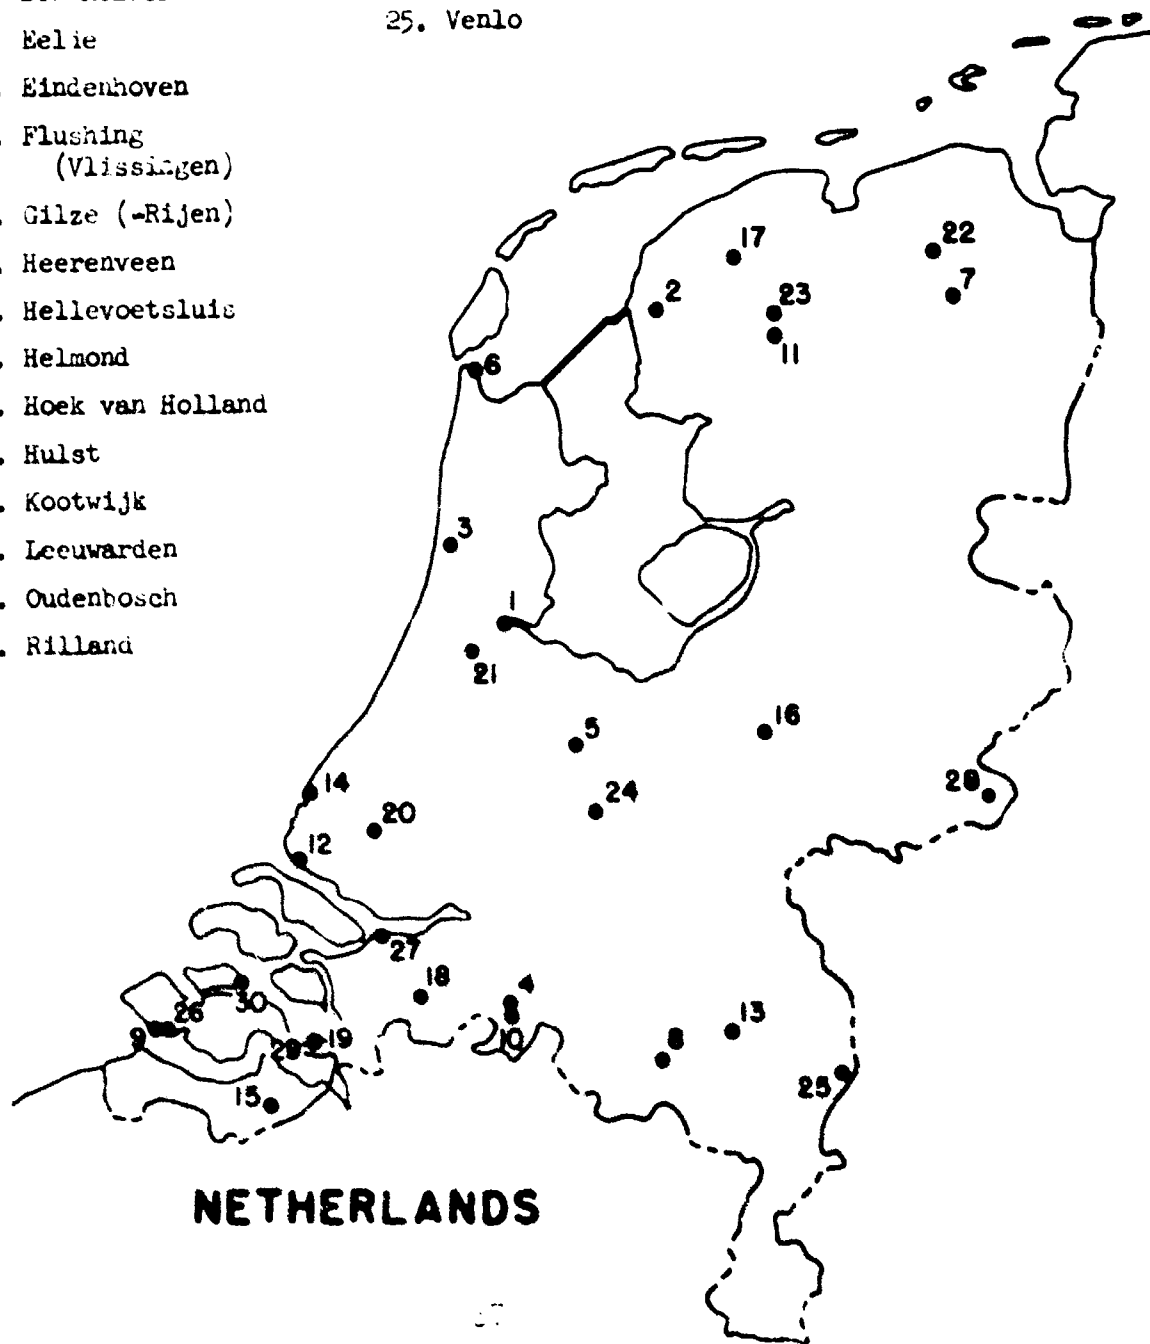 25. Venlo
Eelie
Eindenhoven
. Flushing
(Vlissingen)
. Gilze (-Rijen)
. Heerenveen
. Hellevoetsluis
. Helmond
. Hoek van Holland
. Hulst
. Kootwijk
. Leeuwarden
. Oudenbosch
. Rilland
17
22
2
23
7
11
6
3
1
21
5
16
14
24
28
20
12
27
18
4
30
26
13
8
9
29
19
10
25
15
NETHERLANDS